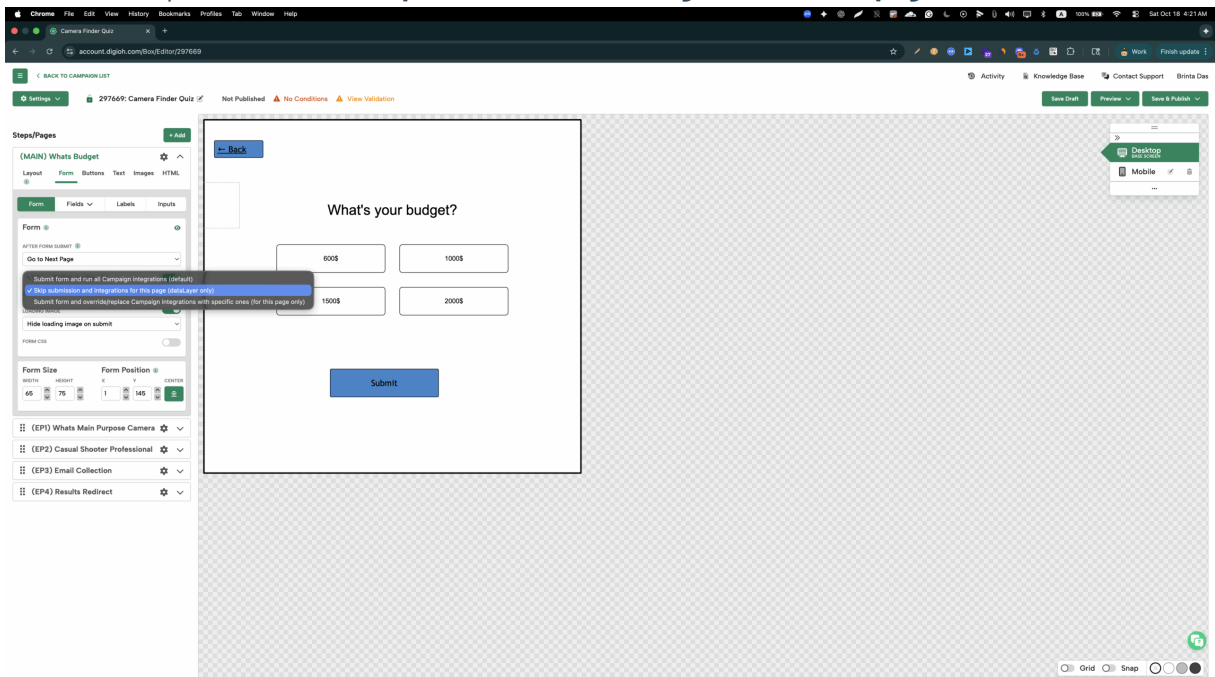 Chrome File Edit View History Bookmarks Profiles Tab Window Help 100% Sat Oct 18 4:21 AM
Camera Finder Quiz
account.digioh.com/Box/Editor/297669 Work Finish update
BACK TO CAMPAIGN LIST Activity Knowledge Base Contact Support Brinta Das
Settings 297669: Camera Finder Quiz Not Published No Conditions View Validation Save Draft Preview Save & Publish
Steps/Pages + Add
(MAIN) Whats Budget
Layout Form Buttons Text Images HTML
Form Fields Labels Inputs
Form
AFTER FORM SUBMIT
Go to Next Page
Submit form and run all Campaign integrations (default)
✓ Skip submission and integrations for this page (dataLayer only)
Submit form and override/replace Campaign integrations with specific ones (for this page only)
LOADING IMAGE
Hide loading image on submit
FORM CSS
Form Size Form Position
WIDTH HEIGHT X Y CENTER
65 75 1 145
(EP1) Whats Main Purpose Camera
(EP2) Casual Shooter Professional
(EP3) Email Collection
(EP4) Results Redirect
← Back
What's your budget?
600$ 1000$
1500$ 2000$
Submit
Desktop
BASE SCREEN
Mobile
...
Grid Snap